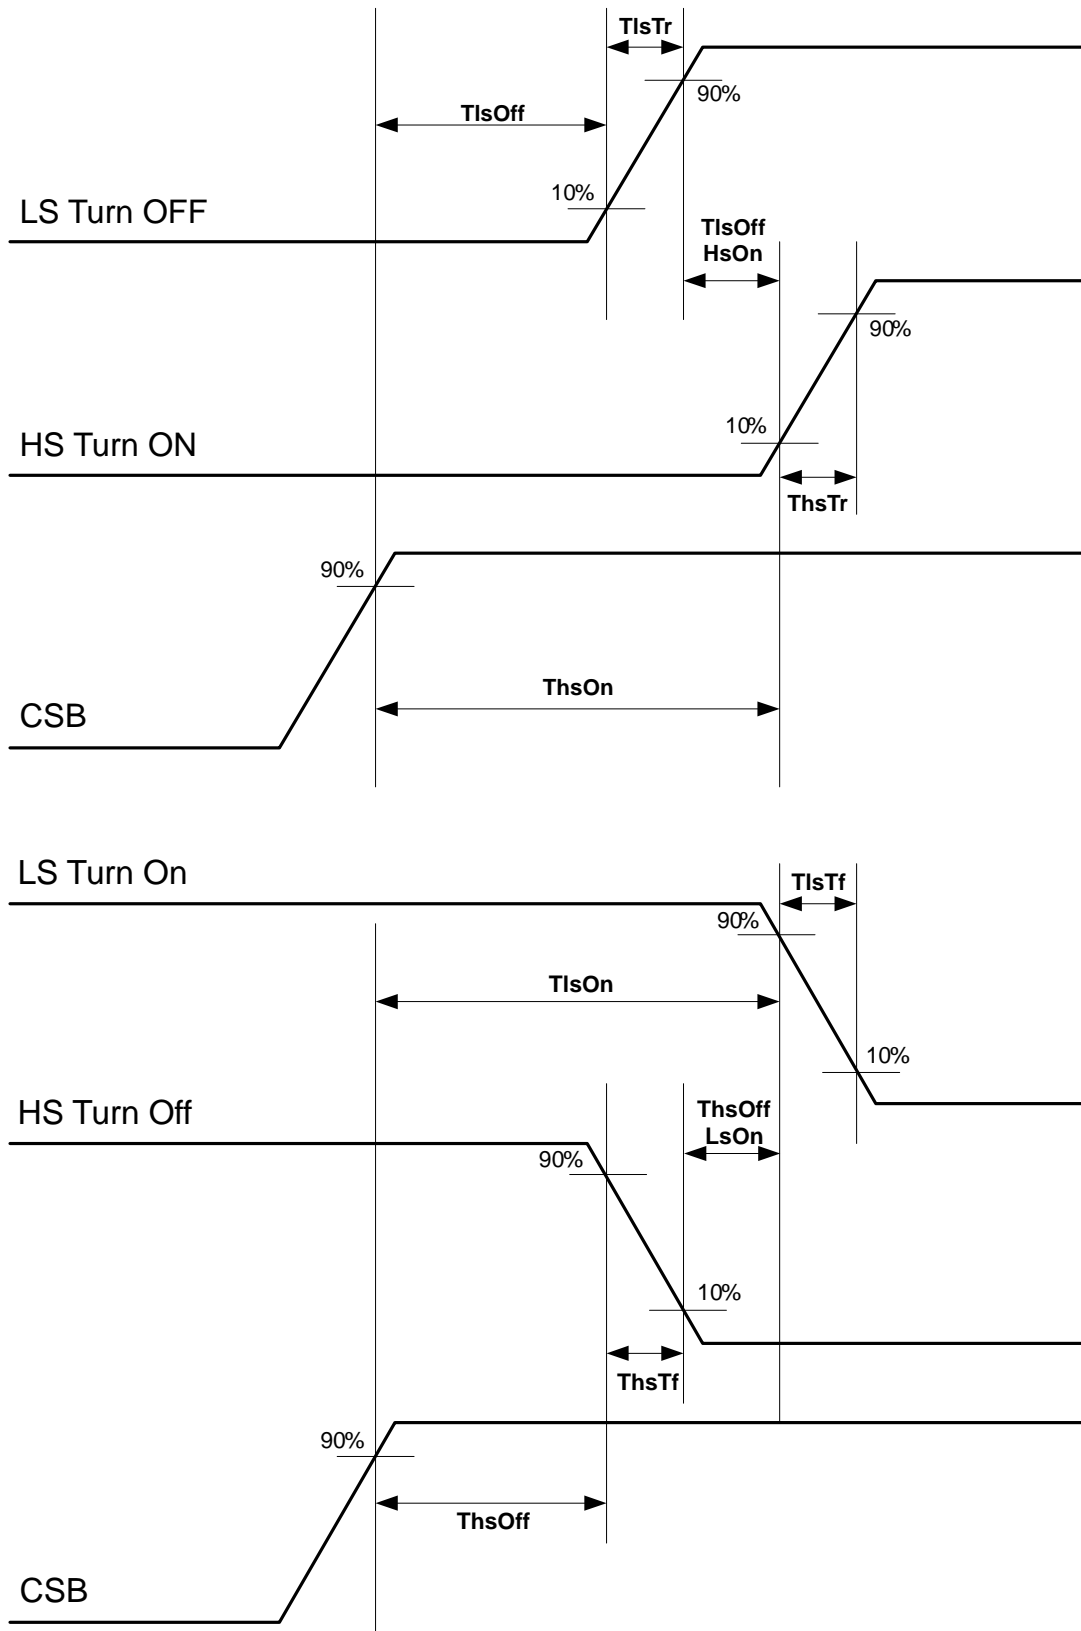 TlsTr
90%
TlsOff
10%
LS Turn OFF
TlsOff
HsOn
90%
10%
HS Turn ON
ThsTr
90%
ThsOn
CSB
LS Turn On
TlsTf
90%
TlsOn
10%
HS Turn Off
ThsOff
LsOn
90%
10%
ThsTf
90%
ThsOff
CSB